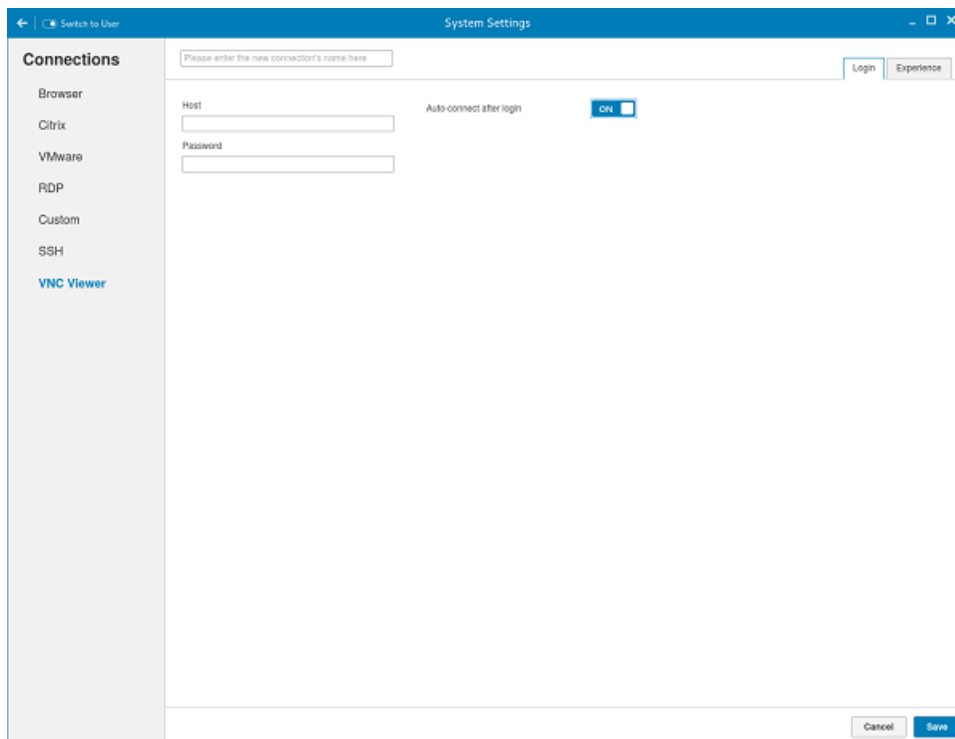 Switch to User
System Settings
Connections
Please enter the new connection's name here
Login
Experience
Browser
Citrix
VMware
RDP
Custom
SSH
VNC Viewer
Host
Auto-connect after login
ON
Password
Cancel
Save